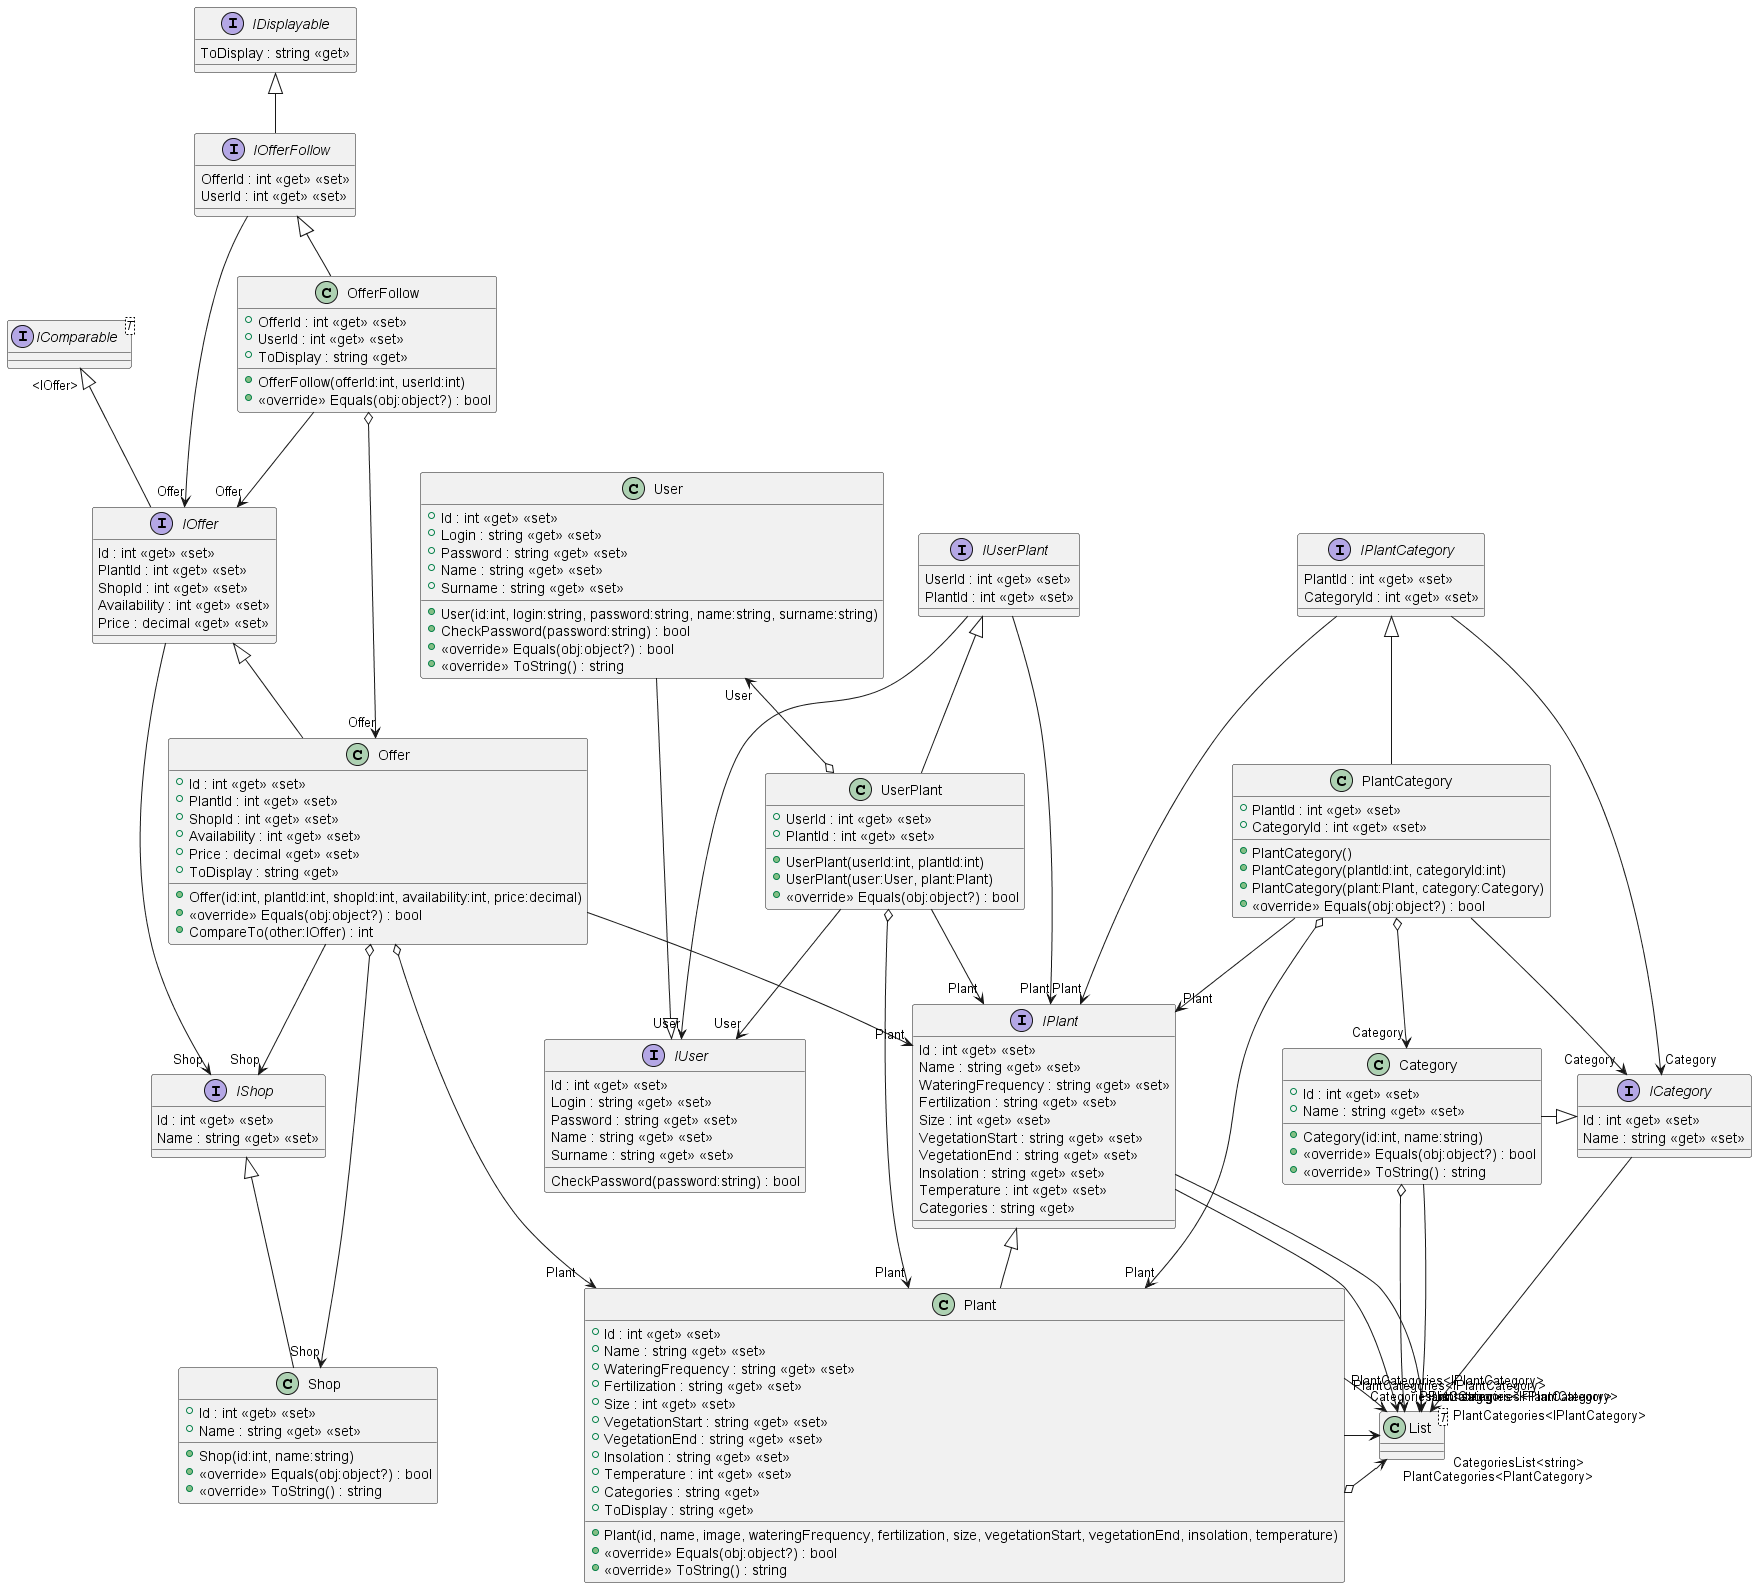 I IDisplayable
ToDisplay : string «get»
I IOfferFollow
OfferId : int «get» «set»
UserId : int «get» «set»
C OfferFollow
OfferId : int «get» «set»
UserId : int «get» «set»
ToDisplay : string «get»
OfferFollow(offerId:int, userId:int)
«override» Equals(obj:object?) : bool
I IComparable T
<IOffer>
Offer
Offer
I IOffer
Id : int «get» «set»
PlantId : int «get» «set»
ShopId : int «get» «set»
Availability : int «get» «set»
Price : decimal «get» «set»
C User
Id : int «get» «set»
Login : string «get» «set»
Password : string «get» «set»
Name : string «get» «set»
Surname : string «get» «set»
User(id:int, login:string, password:string, name:string, surname:string)
CheckPassword(password:string) : bool
«override» Equals(obj:object?) : bool
«override» ToString() : string
I IUserPlant
UserId : int «get» «set»
PlantId : int «get» «set»
I IPlantCategory
PlantId : int «get» «set»
CategoryId : int «get» «set»
User
Offer
C Offer
Id : int «get» «set»
PlantId : int «get» «set»
ShopId : int «get» «set»
Availability : int «get» «set»
Price : decimal «get» «set»
ToDisplay : string «get»
Offer(id:int, plantId:int, shopId:int, availability:int, price:decimal)
«override» Equals(obj:object?) : bool
CompareTo(other:IOffer) : int
C UserPlant
UserId : int «get» «set»
PlantId : int «get» «set»
UserPlant(userId:int, plantId:int)
UserPlant(user:User, plant:Plant)
«override» Equals(obj:object?) : bool
C PlantCategory
PlantId : int «get» «set»
CategoryId : int «get» «set»
PlantCategory()
PlantCategory(plantId:int, categoryId:int)
PlantCategory(plant:Plant, category:Category)
«override» Equals(obj:object?) : bool
Plant
Plant
Plant
Plant
User
User
Plant
Category
Shop
Shop
Category
Category
I IShop
Id : int «get» «set»
Name : string «get» «set»
I IUser
Id : int «get» «set»
Login : string «get» «set»
Password : string «get» «set»
Name : string «get» «set»
Surname : string «get» «set»
CheckPassword(password:string) : bool
I IPlant
Id : int «get» «set»
Name : string «get» «set»
WateringFrequency : string «get» «set»
Fertilization : string «get» «set»
Size : int «get» «set»
VegetationStart : string «get» «set»
VegetationEnd : string «get» «set»
Insolation : string «get» «set»
Temperature : int «get» «set»
Categories : string «get»
C Category
Id : int «get» «set»
Name : string «get» «set»
Category(id:int, name:string)
«override» Equals(obj:object?) : bool
«override» ToString() : string
I ICategory
Id : int «get» «set»
Name : string «get» «set»
Plant
Plant
Plant
Shop
C Shop
Id : int «get» «set»
Name : string «get» «set»
Shop(id:int, name:string)
«override» Equals(obj:object?) : bool
«override» ToString() : string
C Plant
Id : int «get» «set»
Name : string «get» «set»
WateringFrequency : string «get» «set»
Fertilization : string «get» «set»
Size : int «get» «set»
VegetationStart : string «get» «set»
VegetationEnd : string «get» «set»
Insolation : string «get» «set»
Temperature : int «get» «set»
Categories : string «get»
ToDisplay : string «get»
Plant(id, name, image, wateringFrequency, fertilization, size, vegetationStart, vegetationEnd, insolation, temperature)
«override» Equals(obj:object?) : bool
«override» ToString() : string
PlantCategories<IPlantCategory>
PlantCategories<IPlantCategory>
C List T
PlantCategories<IPlantCategory>
CategoriesList<string>
PlantCategories<PlantCategory>